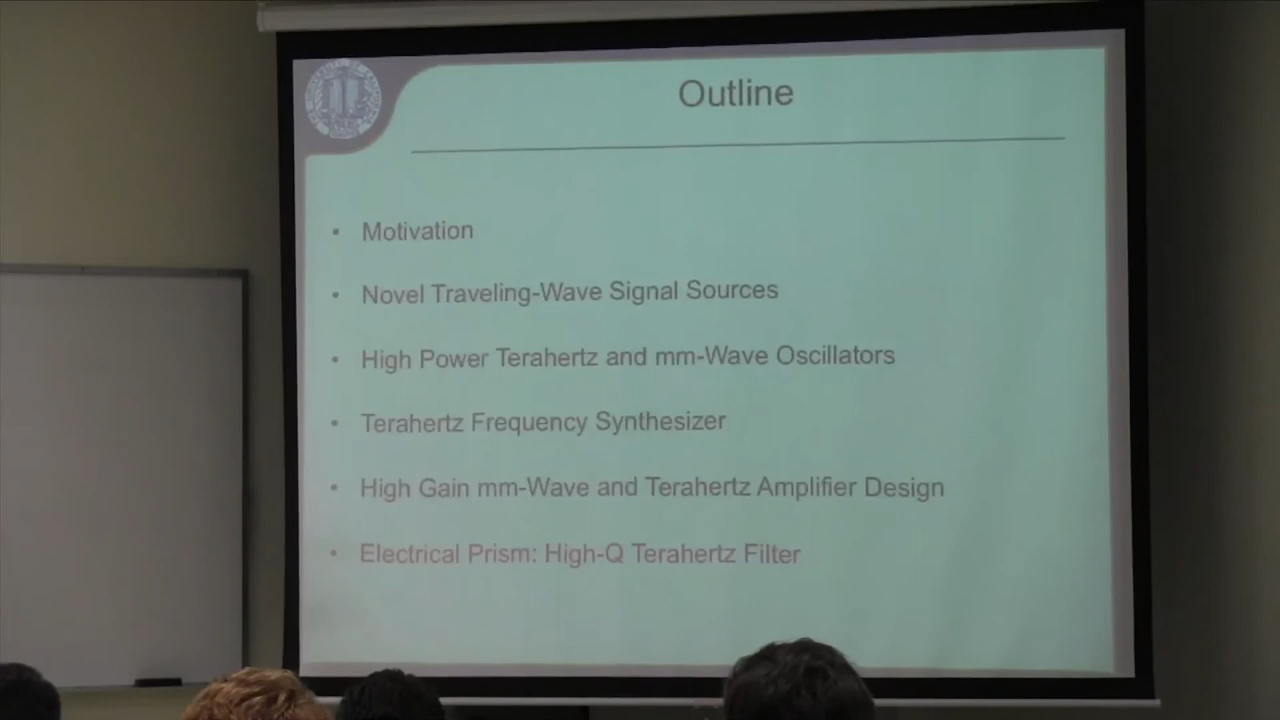 Outline
• Motivation
• Novel Traveling-Wave Signal Sources
• High Power Terahertz and mm-Wave Oscillators
• Terahertz Frequency Synthesizer
• High Gain mm-Wave and Terahertz Amplifier Design
• Electrical Prism: High-Q Terahertz Filter